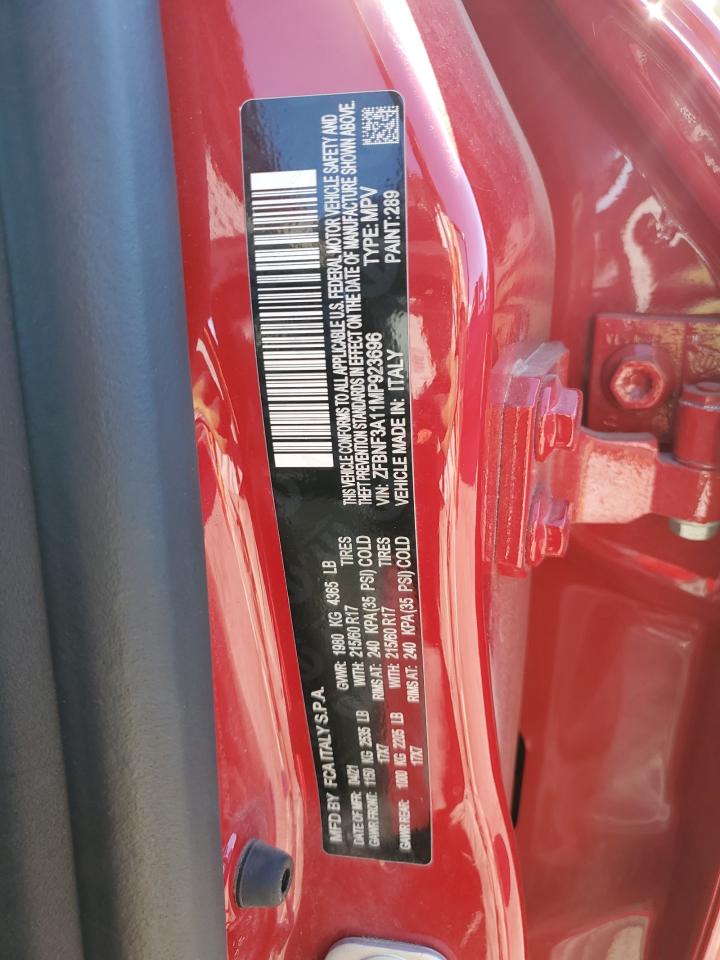 MFD BY FCA ITALY S.P.A.
DATE OF MFR: 04/21 GVWR: 1980 KG 4365 LB
GAWR FRONT: 1150 KG 2535 LB WITH: 215/60 R17 TIRES
17X7 RIMS AT: 240 KPA(35 PSI) COLD
GAWR REAR: 1000 KG 2205 LB WITH: 215/60 R17 TIRES
17X7 RIMS AT: 240 KPA(35 PSI) COLD
THIS VEHICLE CONFORMS TO ALL APPLICABLE U.S. FEDERAL MOTOR VEHICLE SAFETY AND
THEFT PREVENTION STANDARDS IN EFFECT ON THE DATE OF MANUFACTURE SHOWN ABOVE.
VIN: ZFBNF3A11MP923696 TYPE: MPV
VEHICLE MADE IN: ITALY PAINT: 289